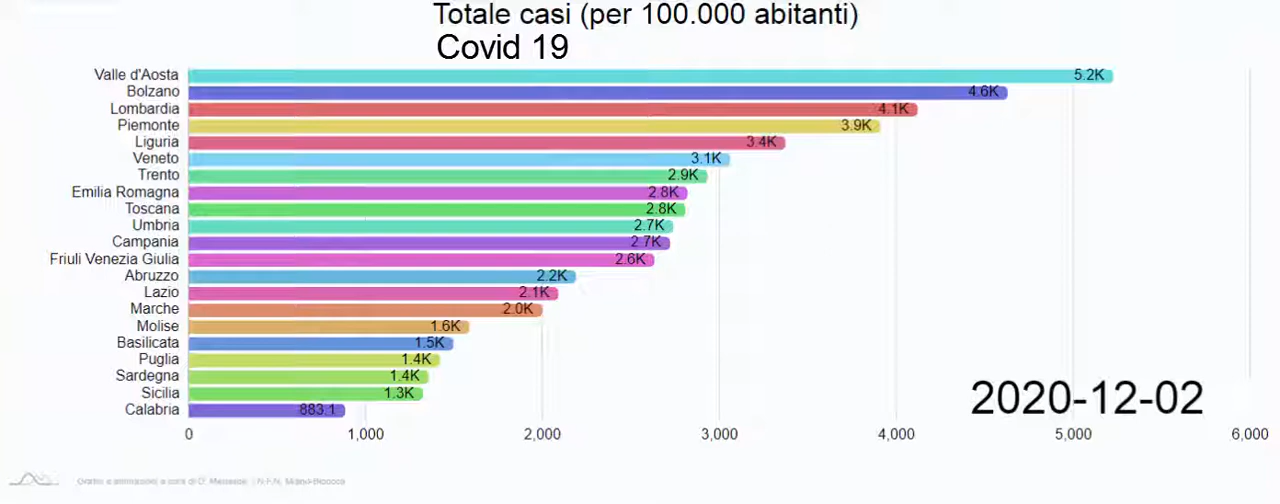 Totale casi (per 100.000 abitanti)
Covid 19
Valle d'Aosta 5.2K
Bolzano 4.6K
Lombardia 4.1K
Piemonte 3.9K
Liguria 3.4K
Veneto 3.1K
Trento 2.9K
Emilia Romagna 2.8K
Toscana 2.8K
Umbria 2.7K
Campania 2.7K
Friuli Venezia Giulia 2.6K
Abruzzo 2.2K
Lazio 2.1K
Marche 2.0K
Molise 1.6K
Basilicata 1.5K
Puglia 1.4K
Sardegna 1.4K
Sicilia 1.3K
Calabria 883.1
2020-12-02
0 1,000 2,000 3,000 4,000 5,000 6,000
a cura di D. I.N.F.N. Milano-Bicocca